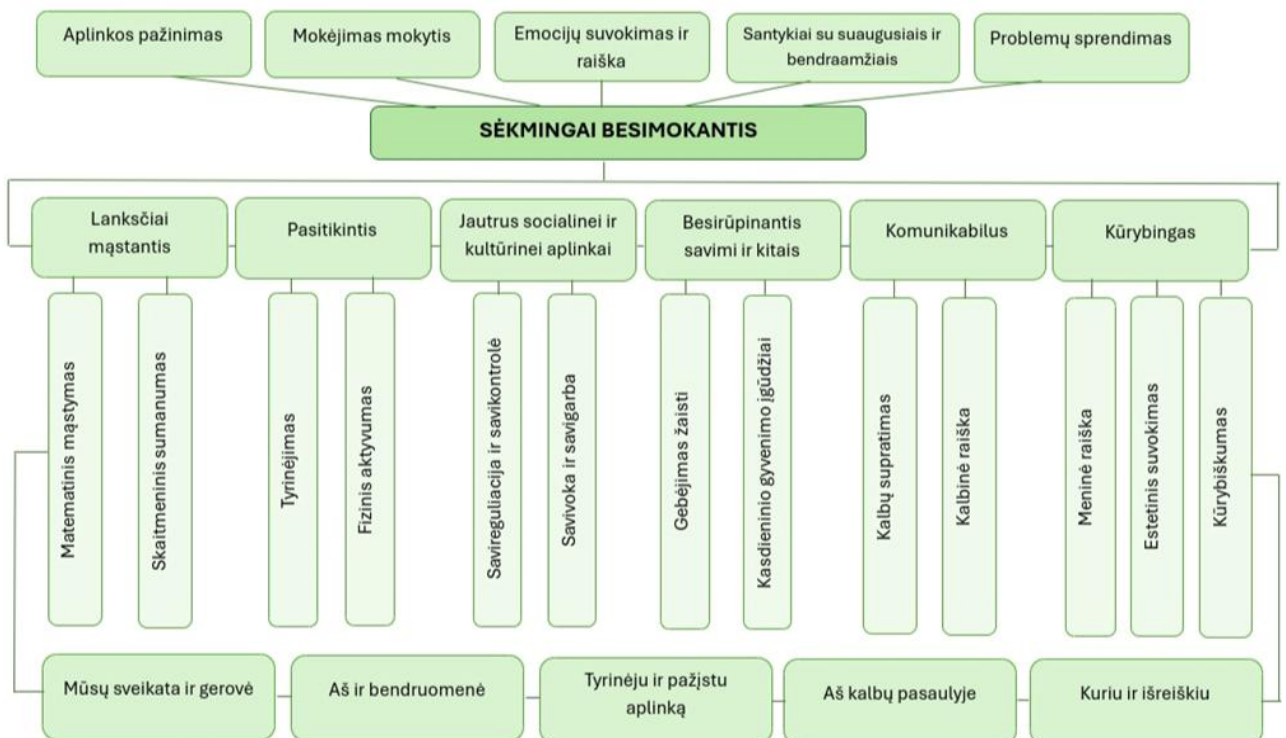 Aplinkos pažinimas
Mokėjimas mokytis
Emocijų suvokimas ir
raiška
Santykiai su suaugusiais ir
bendraamžiais
Problemų sprendimas
SĖKMINGAI BESIMOKANTIS
Lanksčiai
mąstantis
Pasitikintis
Jautrus socialinei ir
kultūrinei aplinkai
Besirūpinantis
savimi ir kitais
Komunikabilus
Kūrybingas
Matematinis mąstymas
Skaitmeninis sumanumas
Tyrinėjimas
Fizinis aktyvumas
Savireguliacija ir savikontrolė
Savivoka ir savigarba
Gebėjimas žaisti
Kasdieninio gyvenimo įgūdžiai
Kalbų supratimas
Kalbinė raiška
Meninė raiška
Estetinis suvokimas
Kūrybiškumas
Mūsų sveikata ir gerovė
Aš ir bendruomenė
Tyrinėju ir pažįstu
aplinką
Aš kalbų pasaulyje
Kuriu ir išreiškiu